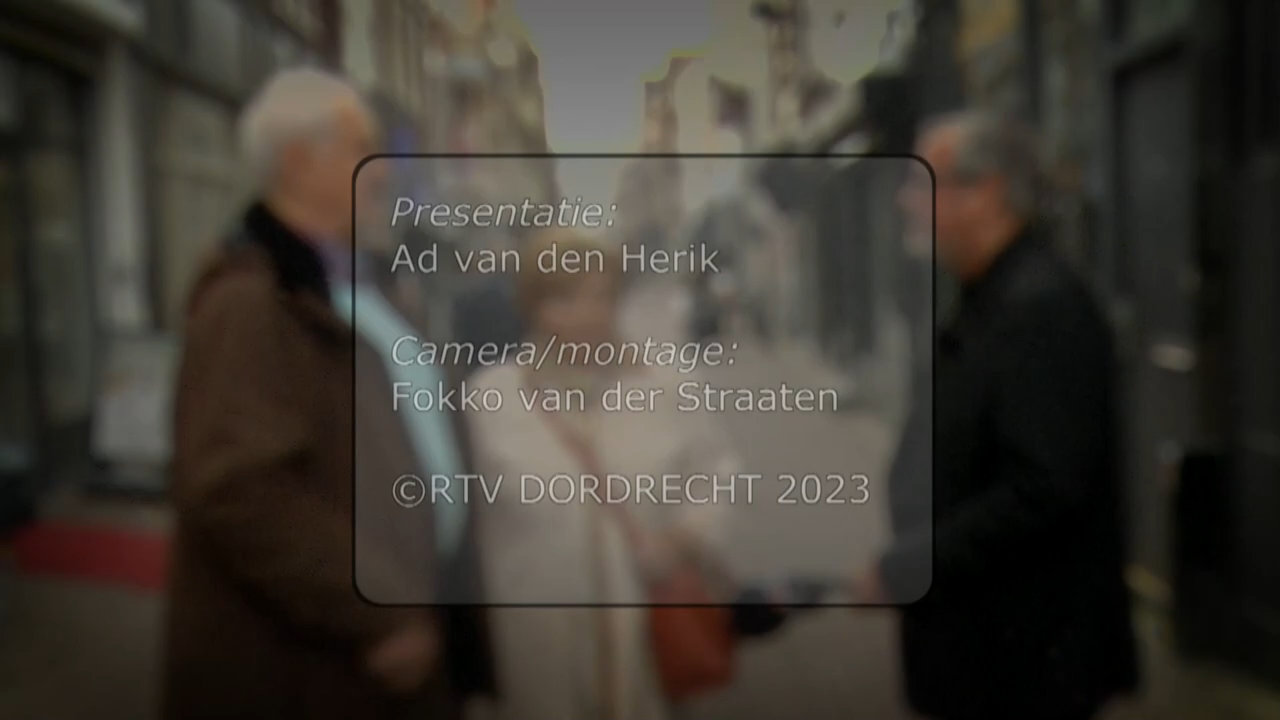 Presentatie:
Ad van den Herik
Camera/montage:
Fokko van der Straaten
©RTV DORDRECHT 2023